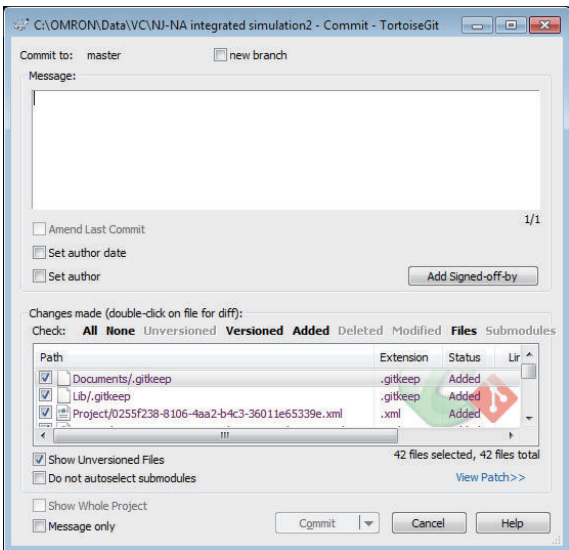 C:\OMRON\Data\VC\NJ-NA integrated simulation2 - Commit - TortoiseGit
Commit to: master new branch
Message:
1/1
Amend Last Commit
Set author date
Set author Add Signed-off-by
Changes made (double-click on file for diff):
Check: All None Unversioned Versioned Added Deleted Modified Files Submodules
Path Extension Status Lir
Documents/.gitkeep .gitkeep Added
Lib/.gitkeep .gitkeep Added
Project/0255f238-8106-4aa2-b4c3-36011e65339e.xml .xml Added
Show Unversioned Files 42 files selected, 42 files total
Do not autoselect submodules View Patch>>
Show Whole Project
Message only Commit Cancel Help